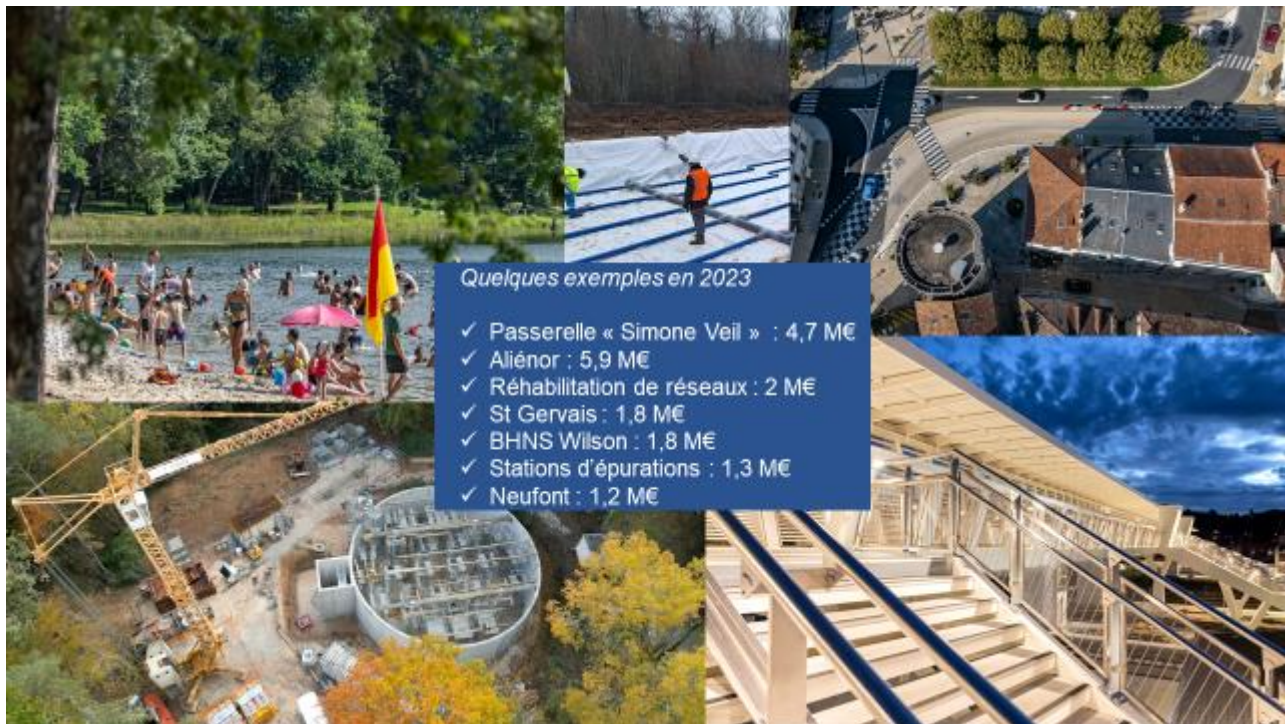 Quelques exemples en 2023
✓ Passerelle « Simone Veil » : 4,7 M€
✓ Aliénor : 5,9 M€
✓ Réhabilitation de réseaux : 2 M€
✓ St Gervais : 1,8 M€
✓ BHNS Wilson : 1,8 M€
✓ Stations d'épurations : 1,3 M€
✓ Neufont : 1,2 M€